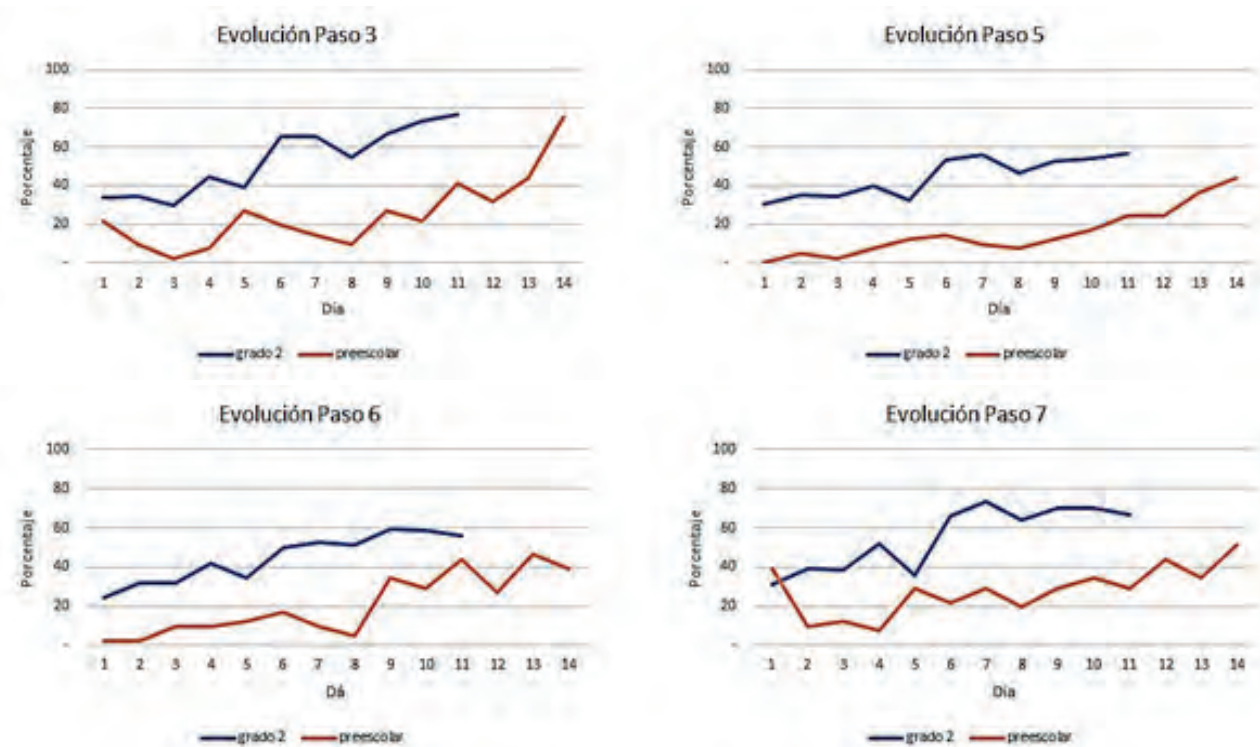 Evolución Paso 3
100
80
60
40
20
-
Porcentaje
1 2 3 4 5 6 7 8 9 10 11 12 13 14
Día
grado 2 preescolar
Evolución Paso 5
100
80
60
40
20
-
Porcentaje
1 2 3 4 5 6 7 8 9 10 11 12 13 14
Día
grado 2 preescolar
Evolución Paso 6
100
80
60
40
20
-
Porcentaje
1 2 3 4 5 6 7 8 9 10 11 12 13 14
Dá
grado 2 preescolar
Evolución Paso 7
100
80
60
40
20
-
Porcentaje
1 2 3 4 5 6 7 8 9 10 11 12 13 14
Día
grado 2 preescolar